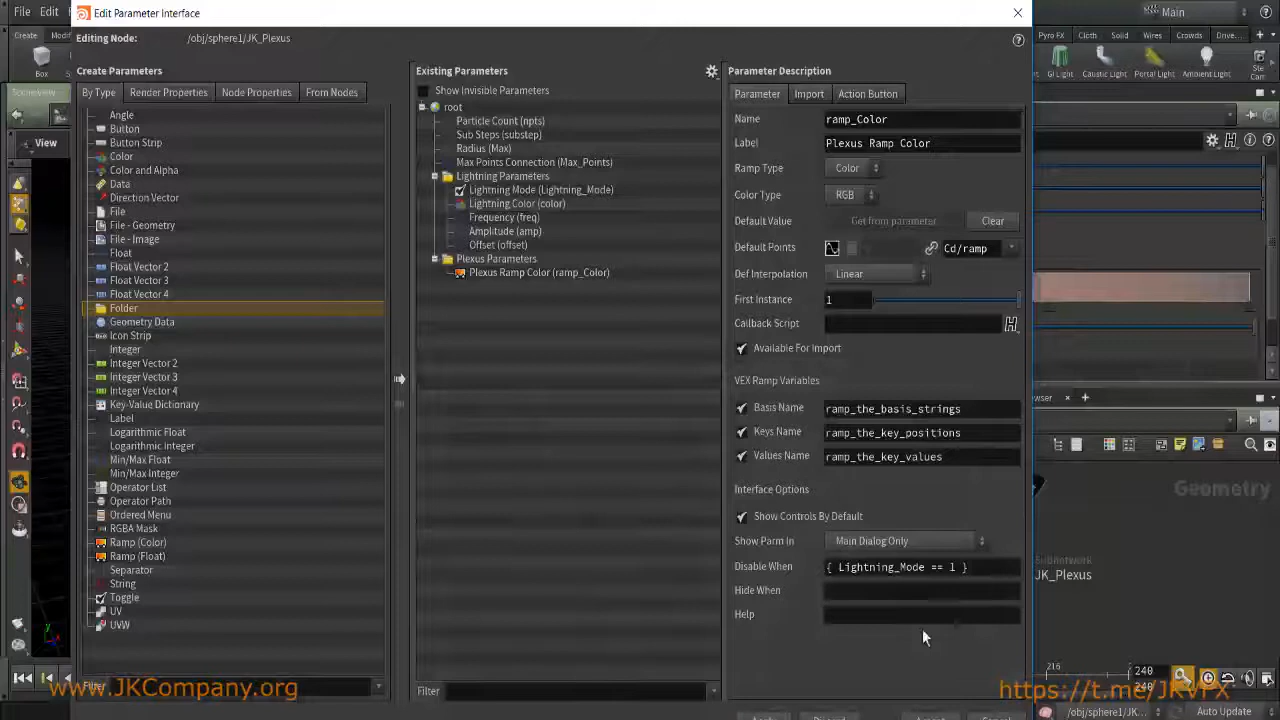 File
Edit
Edit Parameter Interface
Main
Create
Modi
Pyro FX
Cloth
Solid
Wires
Crowds
Drive...
Box
GI Light
Caustic Light
Portal Light
Ambient Light
Editing Node:
/obj/sphere1/JK_Plexus
Create Parameters
Existing Parameters
Parameter Description
By Type
Render Properties
Node Properties
From Nodes
Show Invisible Parameters
Parameter
Import
Action Button
View
Angle
Button
Button Strip
Color
Color and Alpha
Data
Direction Vector
File
File - Geometry
File - Image
Float
Float Vector 2
Float Vector 3
Float Vector 4
Folder
Geometry Data
Icon Strip
Integer
Integer Vector 2
Integer Vector 3
Integer Vector 4
Key-Value Dictionary
Label
Logarithmic Float
Logarithmic Integer
Min/Max Float
Min/Max Integer
Operator List
Operator Path
Ordered Menu
RGBA Mask
Ramp (Color)
Ramp (Float)
Separator
String
Toggle
UV
UVW
root
Particle Count (npts)
Sub Steps (substep)
Radius (Max)
Max Points Connection (Max_Points)
Lightning Parameters
Lightning Mode (Lightning_Mode)
Lightning Color (color)
Frequency (freq)
Amplitude (amp)
Offset (offset)
Plexus Parameters
Plexus Ramp Color (ramp_Color)
Filter
Name ramp_Color
Label Plexus Ramp Color
Ramp Type Color
Color Type RGB
Default Value Get from parameter Clear
Default Points Cd/ramp
Def Interpolation Linear
First Instance 1
Callback Script
Available For Import
VEX Ramp Variables
Basis Name ramp_the_basis_strings
Keys Name ramp_the_key_positions
Values Name ramp_the_key_values
Interface Options
Show Controls By Default
Show Parm In Main Dialog Only
Disable When { Lightning_Mode == 1 }
Hide When
Help
Geometry
JK_Plexus
216
240
240
www.JKCompany.org
https://t.me/JKVFX
/obj/sphere1/JK...
Auto Update